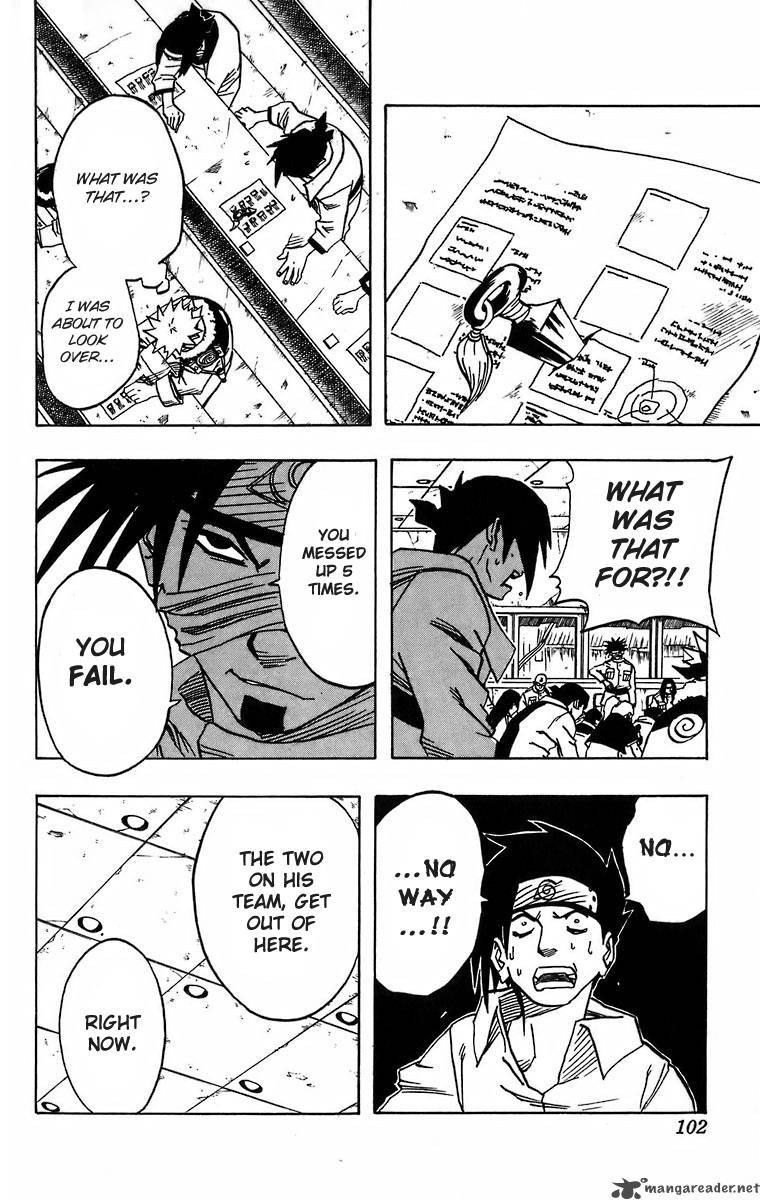 WHAT WAS
THAT...?
I WAS
ABOUT TO
LOOK
OVER...
WHAT
WAS
THAT
FOR?!!
YOU
MESSED
UP 5
TIMES.
YOU
FAIL.
NO...
...NO
WAY
...!!
THE TWO
ON HIS
TEAM, GET
OUT OF
HERE.
RIGHT
NOW.
102
mangareader.net